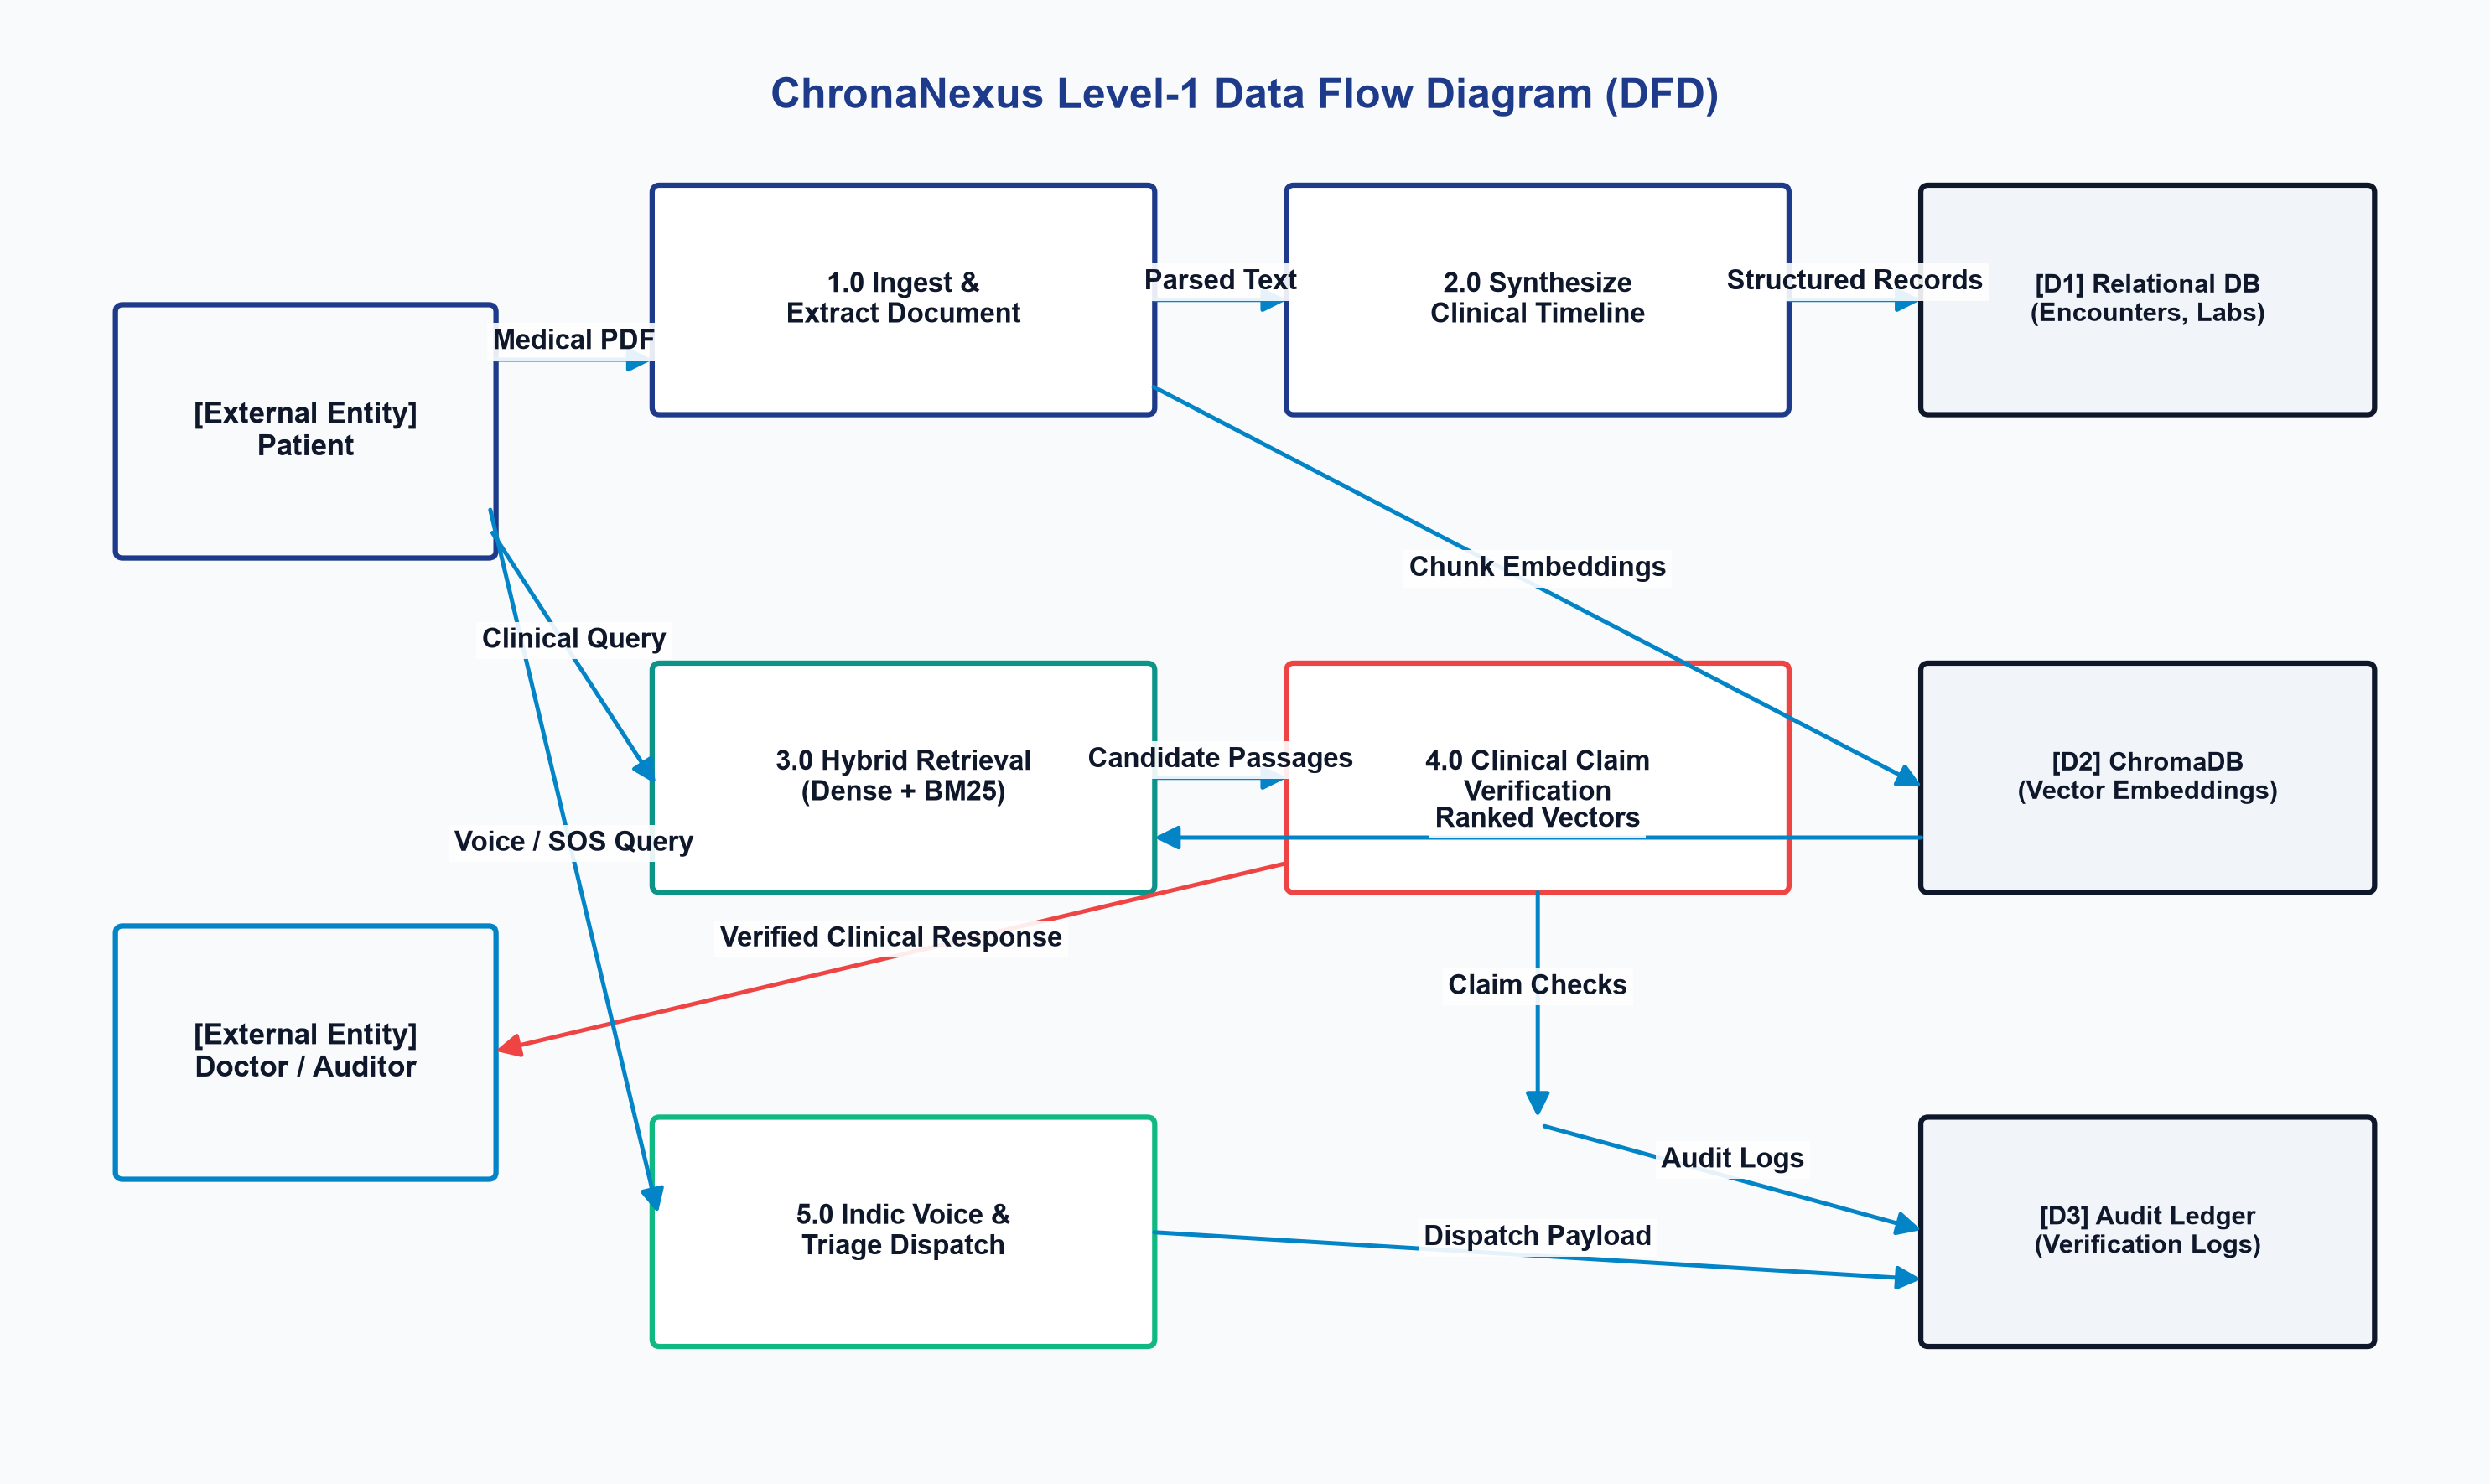 ChronaNexus Level-1 Data Flow Diagram (DFD)
1.0 Ingest &
Extract Document
Parsed Text
2.0 Synthesize
Clinical Timeline
Structured Records
[D1] Relational DB
(Encounters, Labs)
Medical PDF
[External Entity]
Patient
Chunk Embeddings
Clinical Query
3.0 Hybrid Retrieval
(Dense + BM25)
Candidate Passages
4.0 Clinical Claim
Verification
Ranked Vectors
[D2] ChromaDB
(Vector Embeddings)
Voice / SOS Query
Verified Clinical Response
Claim Checks
[External Entity]
Doctor / Auditor
Audit Logs
5.0 Indic Voice &
Triage Dispatch
Dispatch Payload
[D3] Audit Ledger
(Verification Logs)